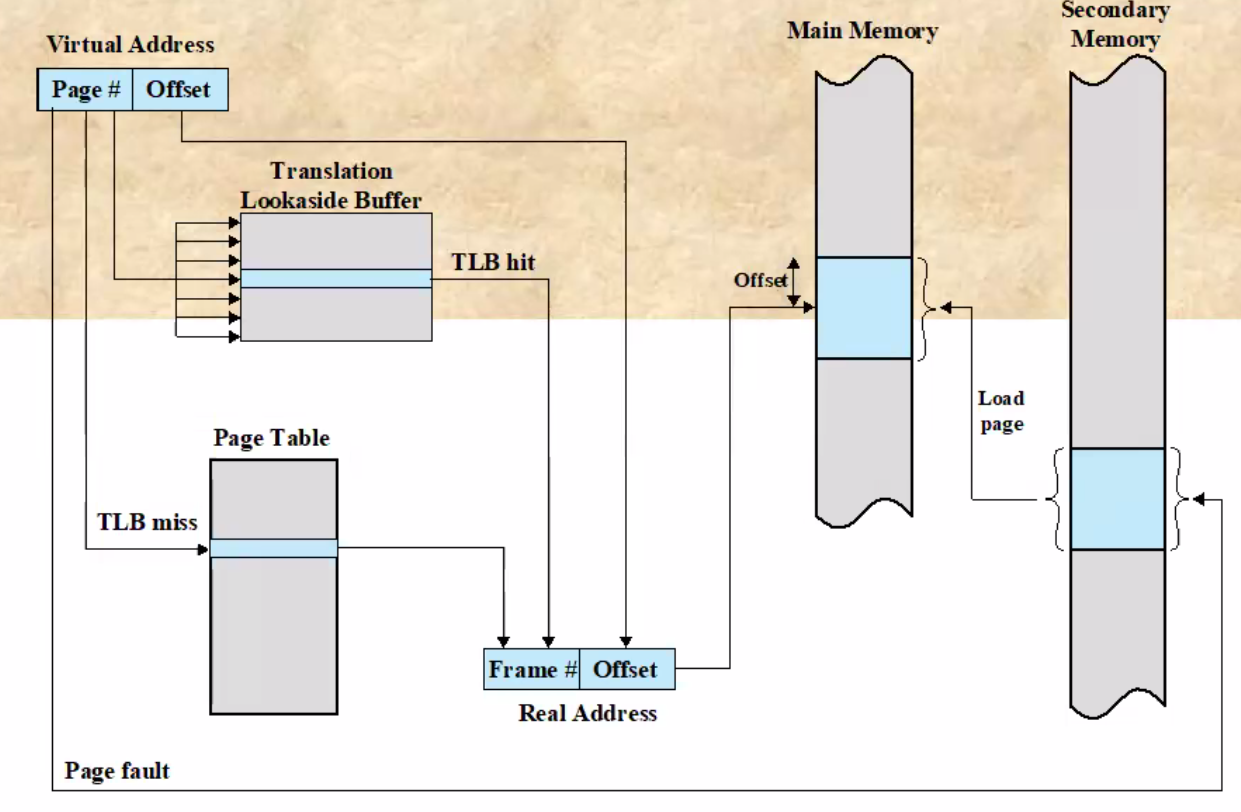 Virtual Address
Page #
Offset
Translation
Lookaside Buffer
TLB hit
Page Table
TLB miss
Frame #
Offset
Real Address
Page fault
Main Memory
Offset
Load
page
Secondary
Memory